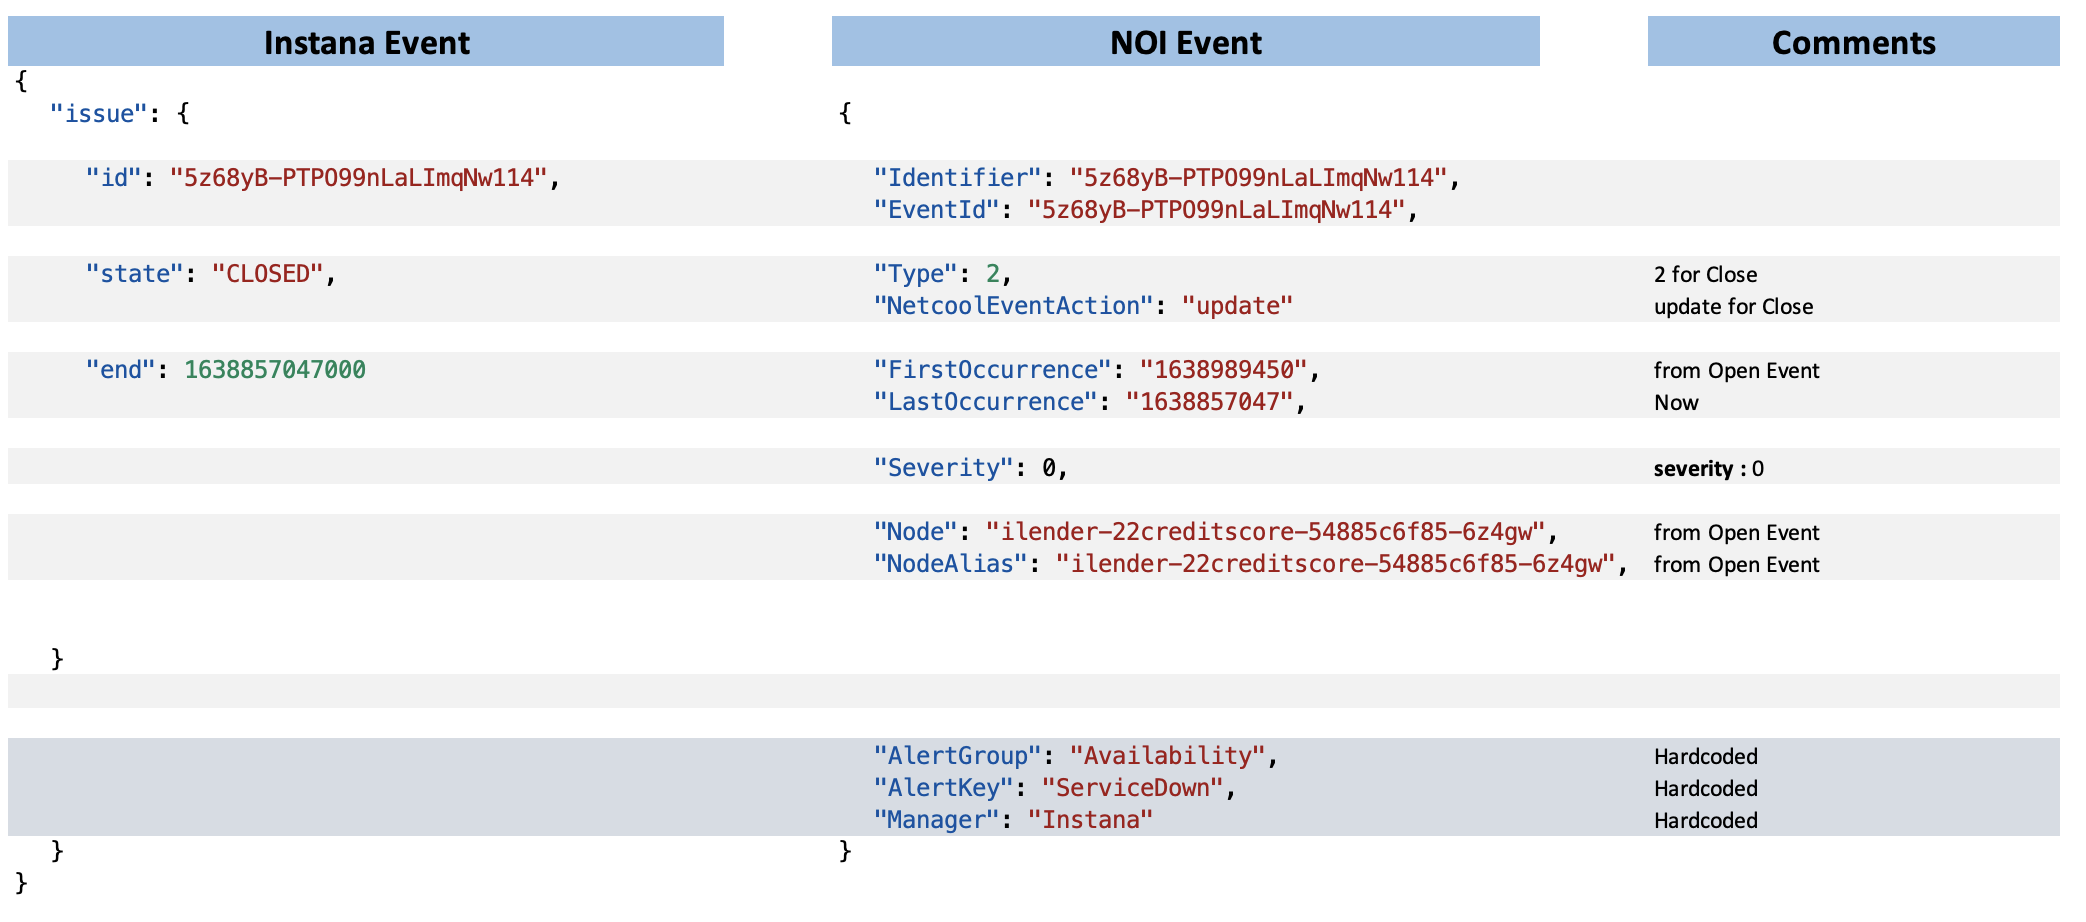 Instana Event NOI Event Comments
{
"issue": { {
"id": "5z68yB-PTPO99nLaLImqNw114", "Identifier": "5z68yB-PTPO99nLaLImqNw114",
"EventId": "5z68yB-PTPO99nLaLImqNw114",
"state": "CLOSED", "Type": 2, 2 for Close
"NetcoolEventAction": "update" update for Close
"end": 1638857047000 "FirstOccurrence": "1638989450", from Open Event
"LastOccurrence": "1638857047", Now
"Severity": 0, severity : 0
"Node": "ilender-22creditscore-54885c6f85-6z4gw", from Open Event
"NodeAlias": "ilender-22creditscore-54885c6f85-6z4gw", from Open Event
}
"AlertGroup": "Availability", Hardcoded
"AlertKey": "ServiceDown", Hardcoded
"Manager": "Instana" Hardcoded
} }
}